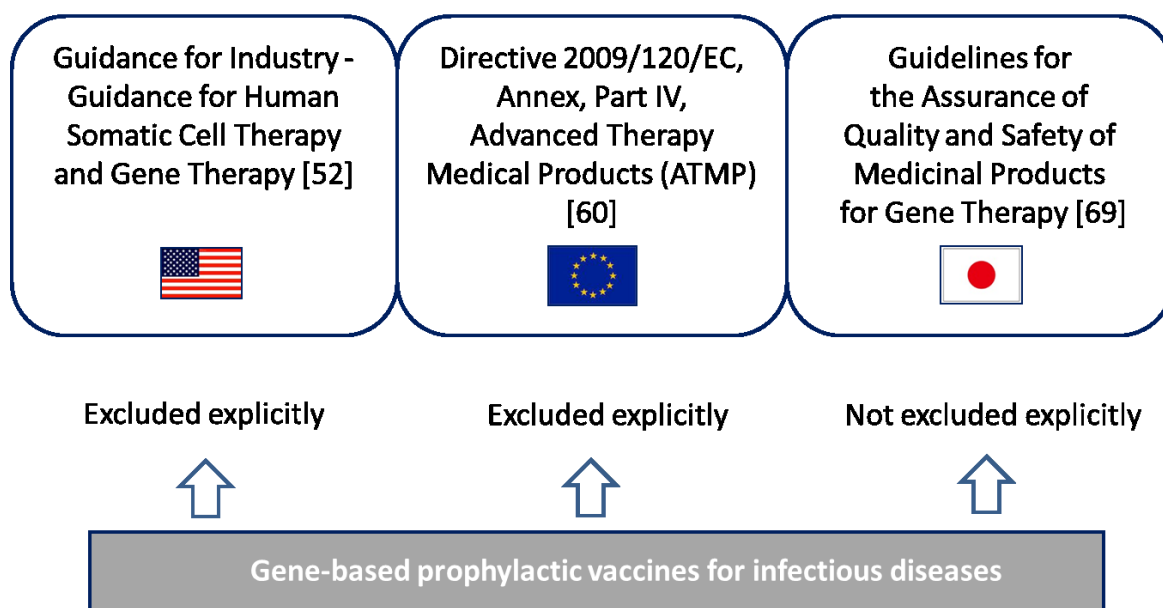 Guidance for Industry -
Guidance for Human
Somatic Cell Therapy
and Gene Therapy [52]
Directive 2009/120/EC,
Annex, Part IV,
Advanced Therapy
Medical Products (ATMP)
[60]
Guidelines for
the Assurance of
Quality and Safety of
Medicinal Products
for Gene Therapy [69]
Excluded explicitly
Excluded explicitly
Not excluded explicitly
Gene-based prophylactic vaccines for infectious diseases